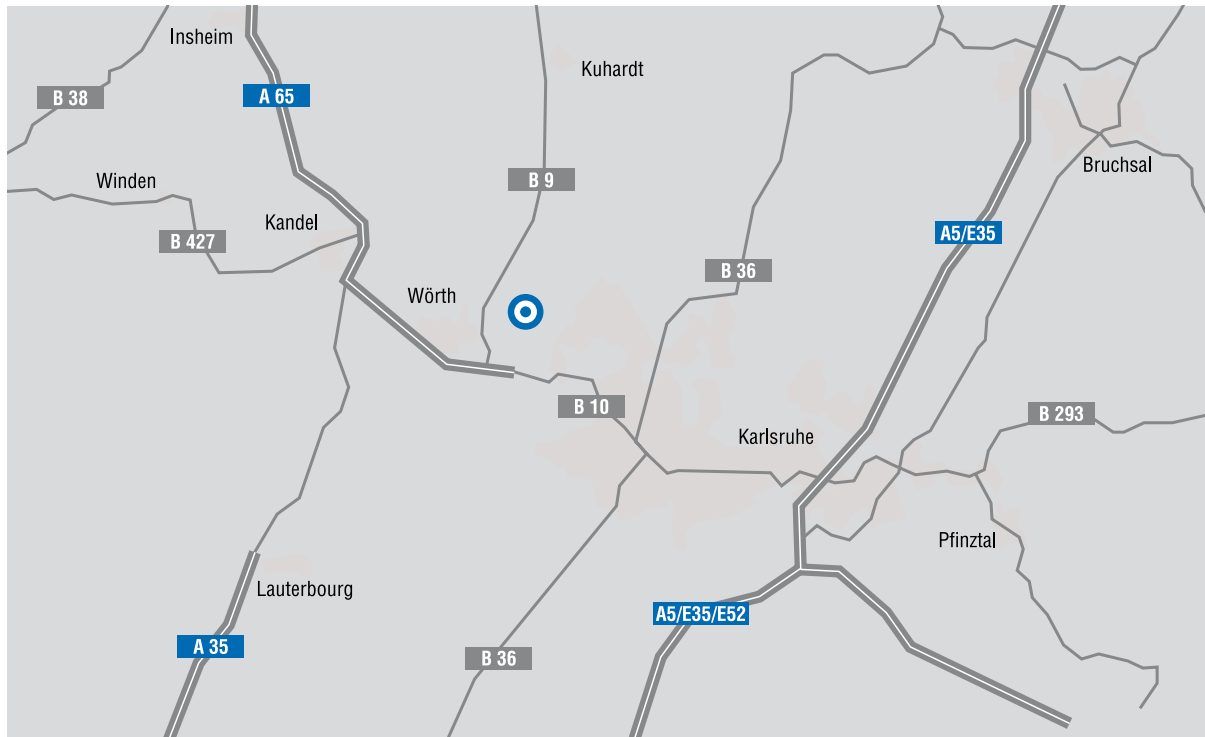 Insheim
Kuhardt
B 38
A 65
Bruchsal
Winden
B 9
Kandel
B 427
A5/E35
B 36
Wörth
B 10
B 293
Karlsruhe
Pfinztal
Lauterbourg
A5/E35/E52
A 35
B 36